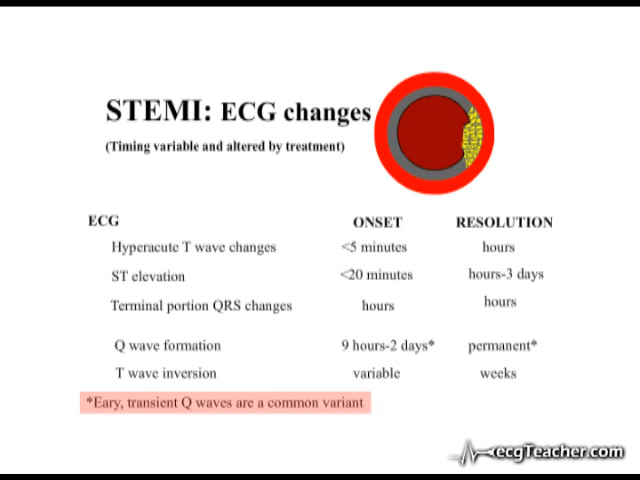 STEMI: ECG changes
(Timing variable and altered by treatment)
ECG ONSET RESOLUTION
Hyperacute T wave changes <5 minutes hours
ST elevation <20 minutes hours-3 days
Terminal portion QRS changes hours hours
Q wave formation 9 hours-2 days* permanent*
T wave inversion variable weeks
*Eary, transient Q waves are a common variant
ecgTeacher.com